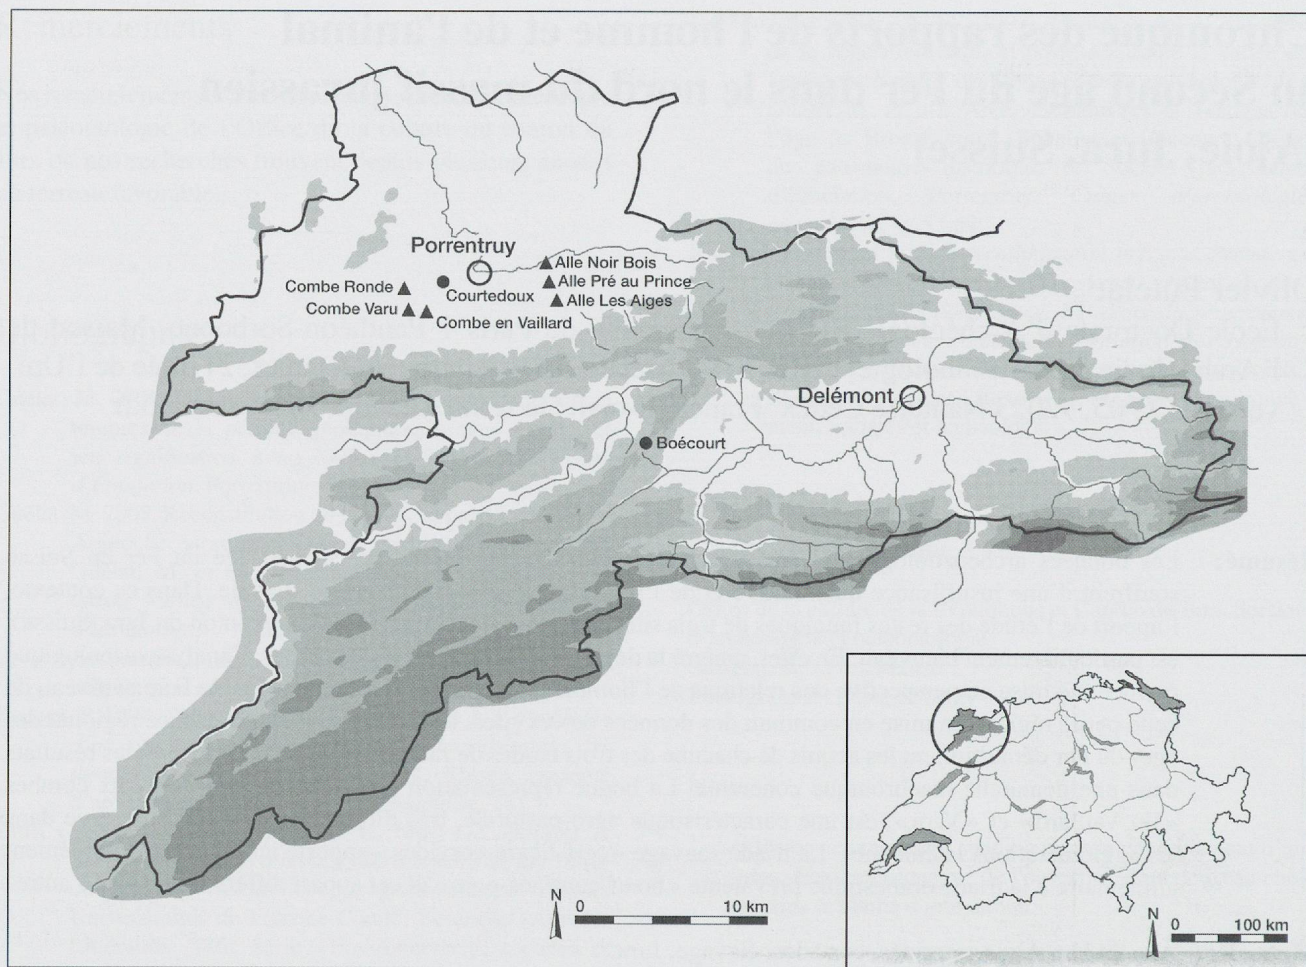 Porrentruy
Alle Noir Bois
Alle Pré au Prince
Alle Les Aiges
Combe Ronde
Courtedoux
Combe Varu
Combe en Vaillard
Delémont
Boécourt
N
0 10 km
N
0 100 km